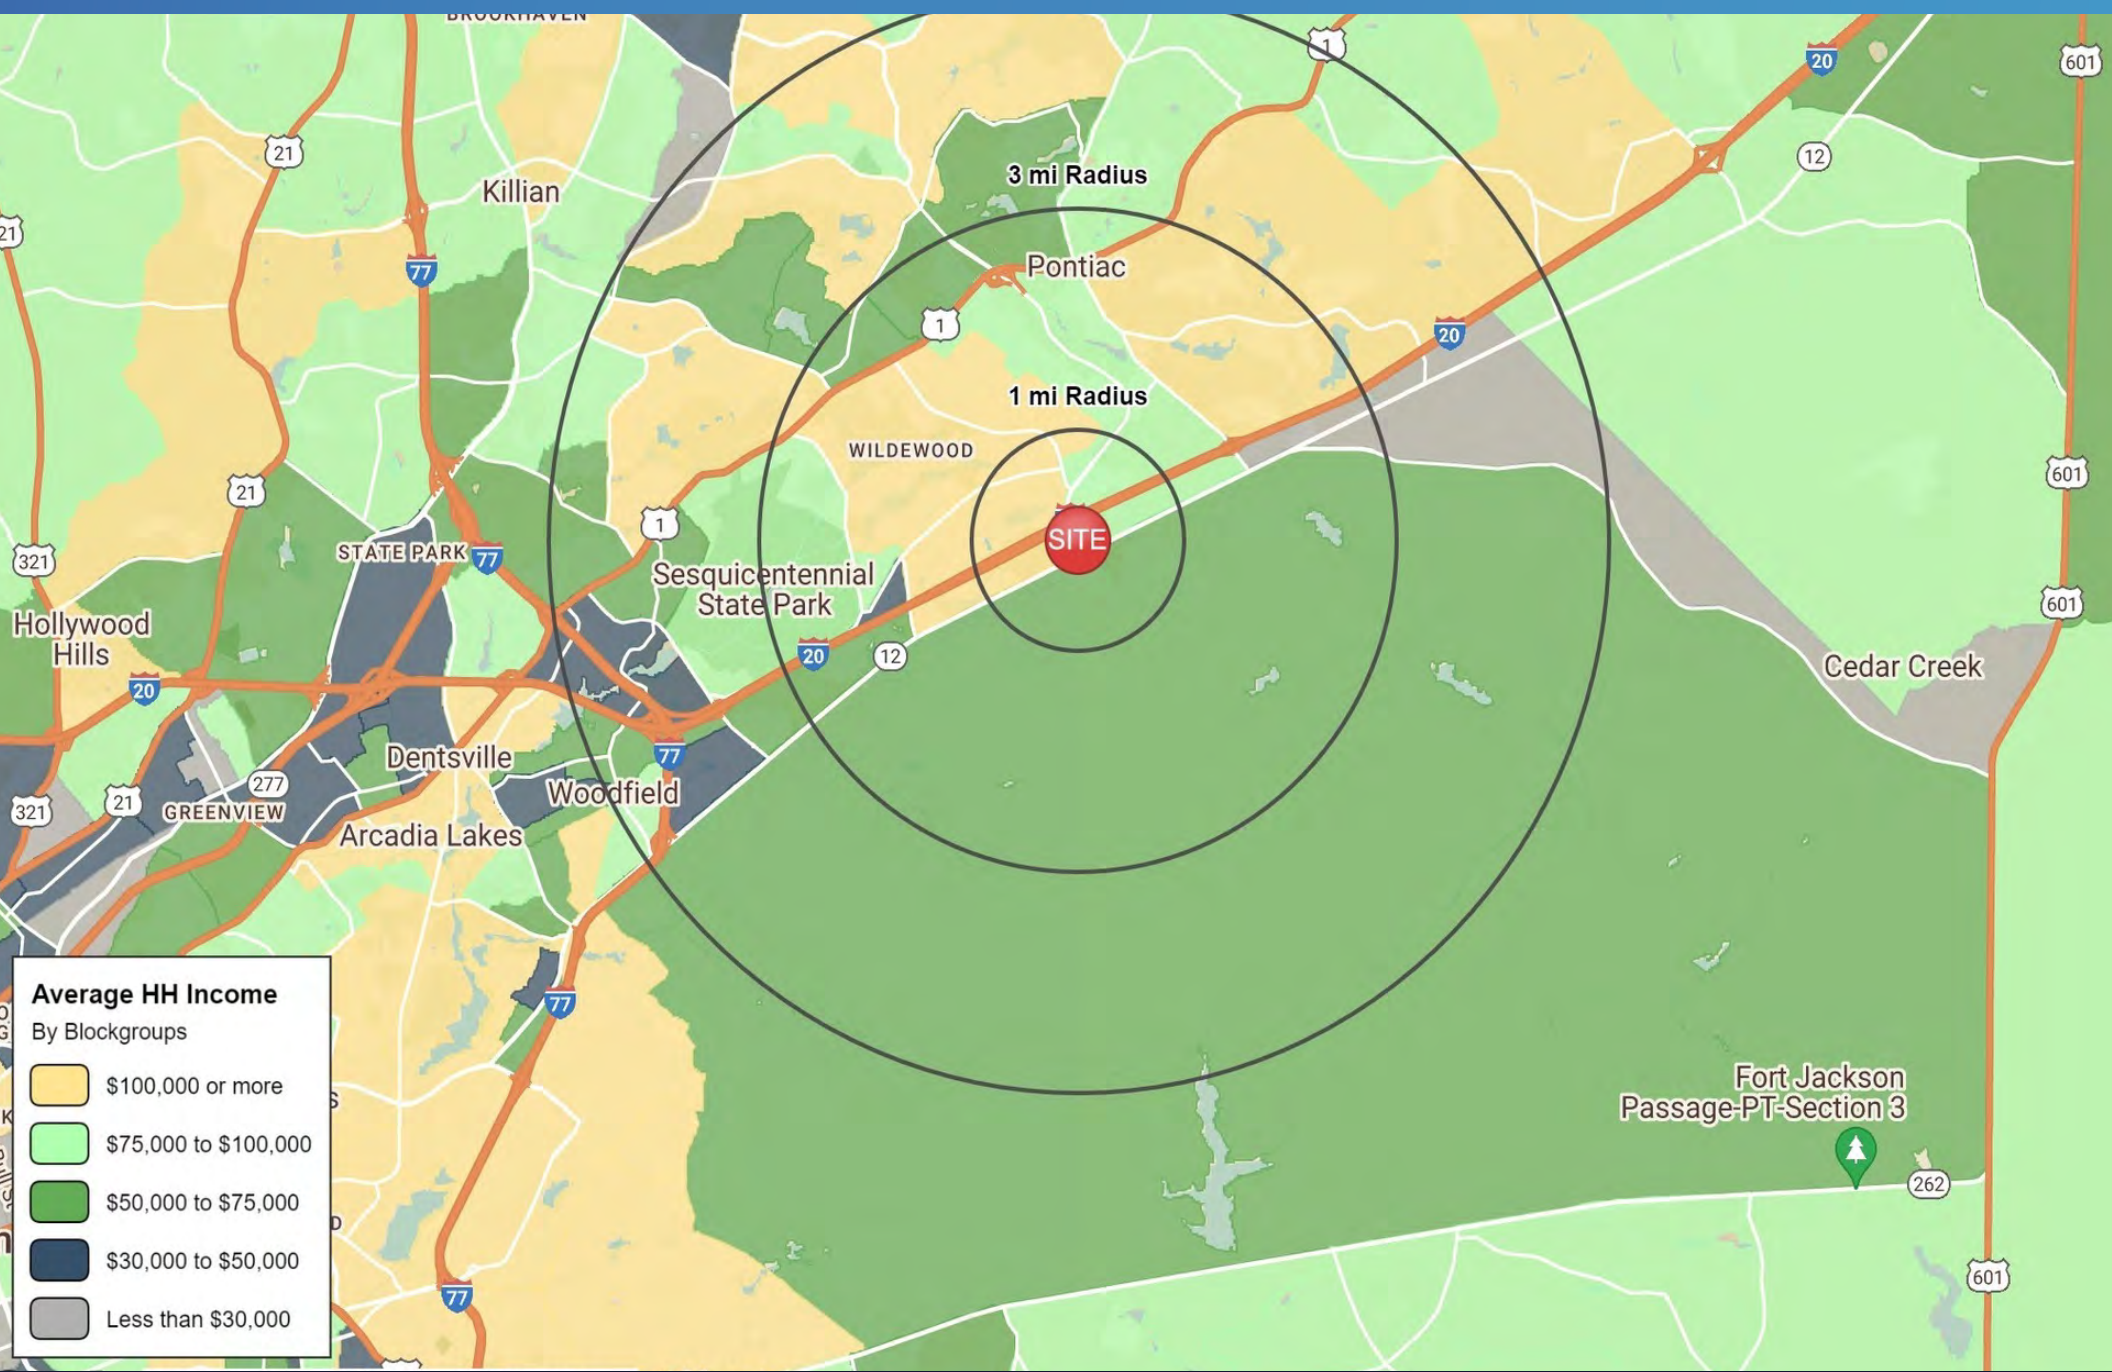 BROOKHAVEN
1
20
601
21
12
3 mi Radius
Killian
21
77
Pontiac
1
20
1 mi Radius
WILDEWOOD
601
21
1
SITE
STATE PARK
77
321
Sesquicentennial
State Park
601
Hollywood
Hills
20
12
20
Cedar Creek
Dentsville
77
277
Woodfield
321
21
GREENVIEW
Arcadia Lakes
77
Average HH Income
By Blockgroups
$100,000 or more
$75,000 to $100,000
$50,000 to $75,000
$30,000 to $50,000
Less than $30,000
Fort Jackson
Passage-PT-Section 3
262
601
77